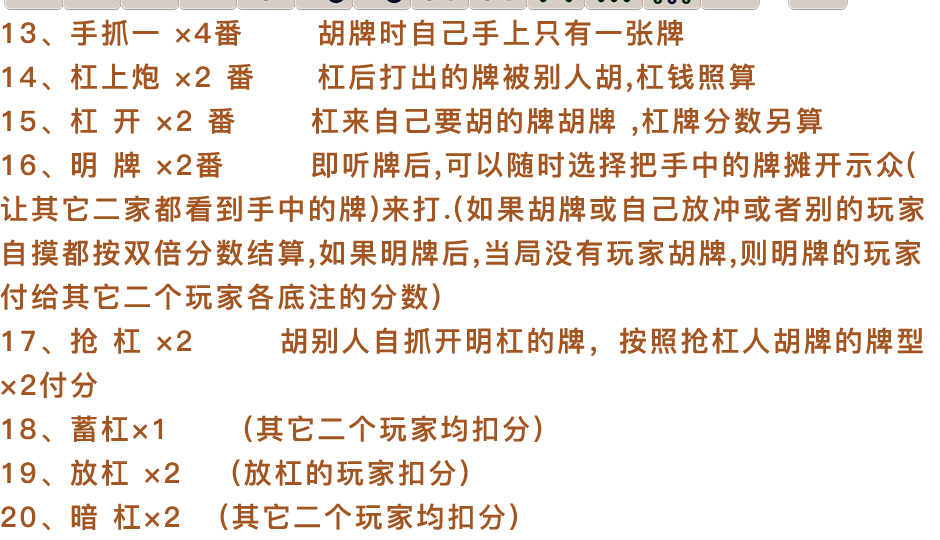 13、手抓一 ×4番 胡牌时自己手上只有一张牌
14、杠上炮 ×2 番 杠后打出的牌被别人胡,杠钱照算
15、杠 开 ×2 番 杠来自己要胡的牌胡牌 ,杠牌分数另算
16、明 牌 ×2番 即听牌后,可以随时选择把手中的牌摊开示众(
让其它二家都看到手中的牌)来打.(如果胡牌或自己放冲或者别的玩家
自摸都按双倍分数结算,如果明牌后,当局没有玩家胡牌,则明牌的玩家
付给其它二个玩家各底注的分数)
17、抢 杠 ×2 胡别人自抓开明杠的牌，按照抢杠人胡牌的牌型
×2付分
18、蓄杠×1 （其它二个玩家均扣分）
19、放杠 ×2 （放杠的玩家扣分）
20、暗 杠×2 （其它二个玩家均扣分）